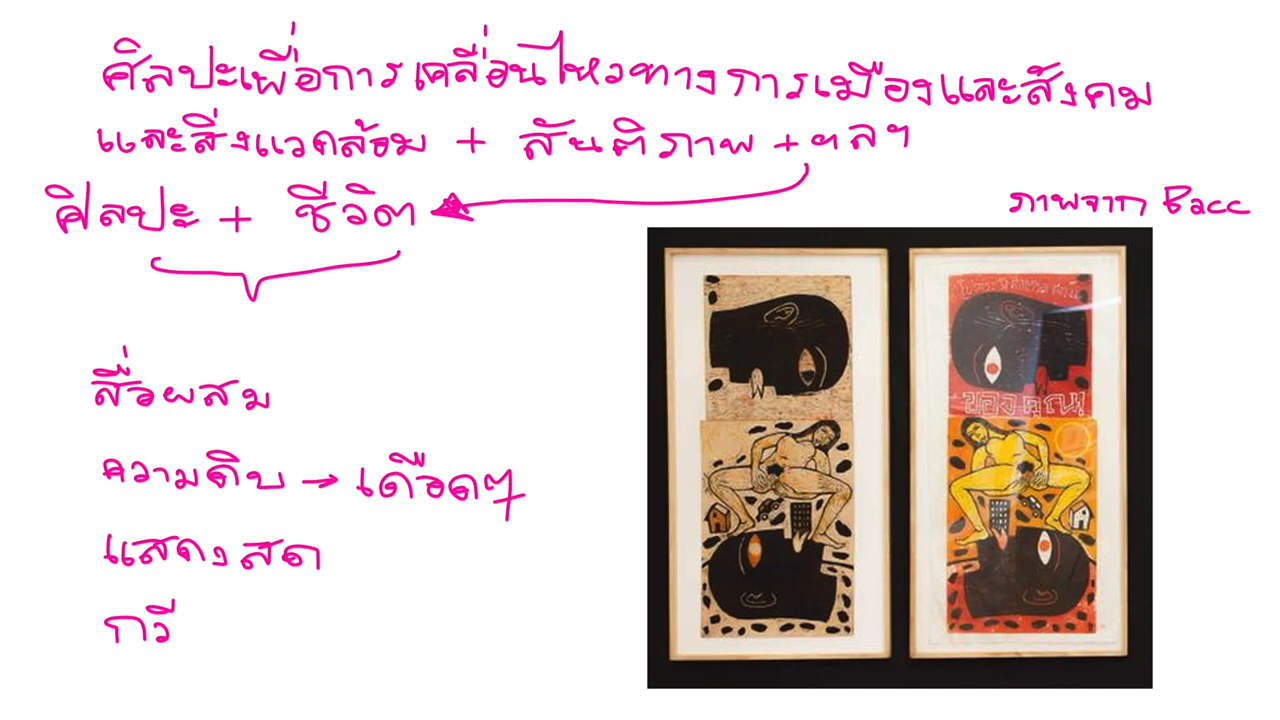 ศิลปะเพื่อการเคลื่อนไหวทางการเมืองและสังคม
และสิ่งแวดล้อม + สันติภาพ + ฯลฯ
ศิลปะ + ชีวิต
ภาพจาก Bacc
สื่อผสม
ความดิบ → เดือดๆ
แสดงสด
กวี
ของคุณ!